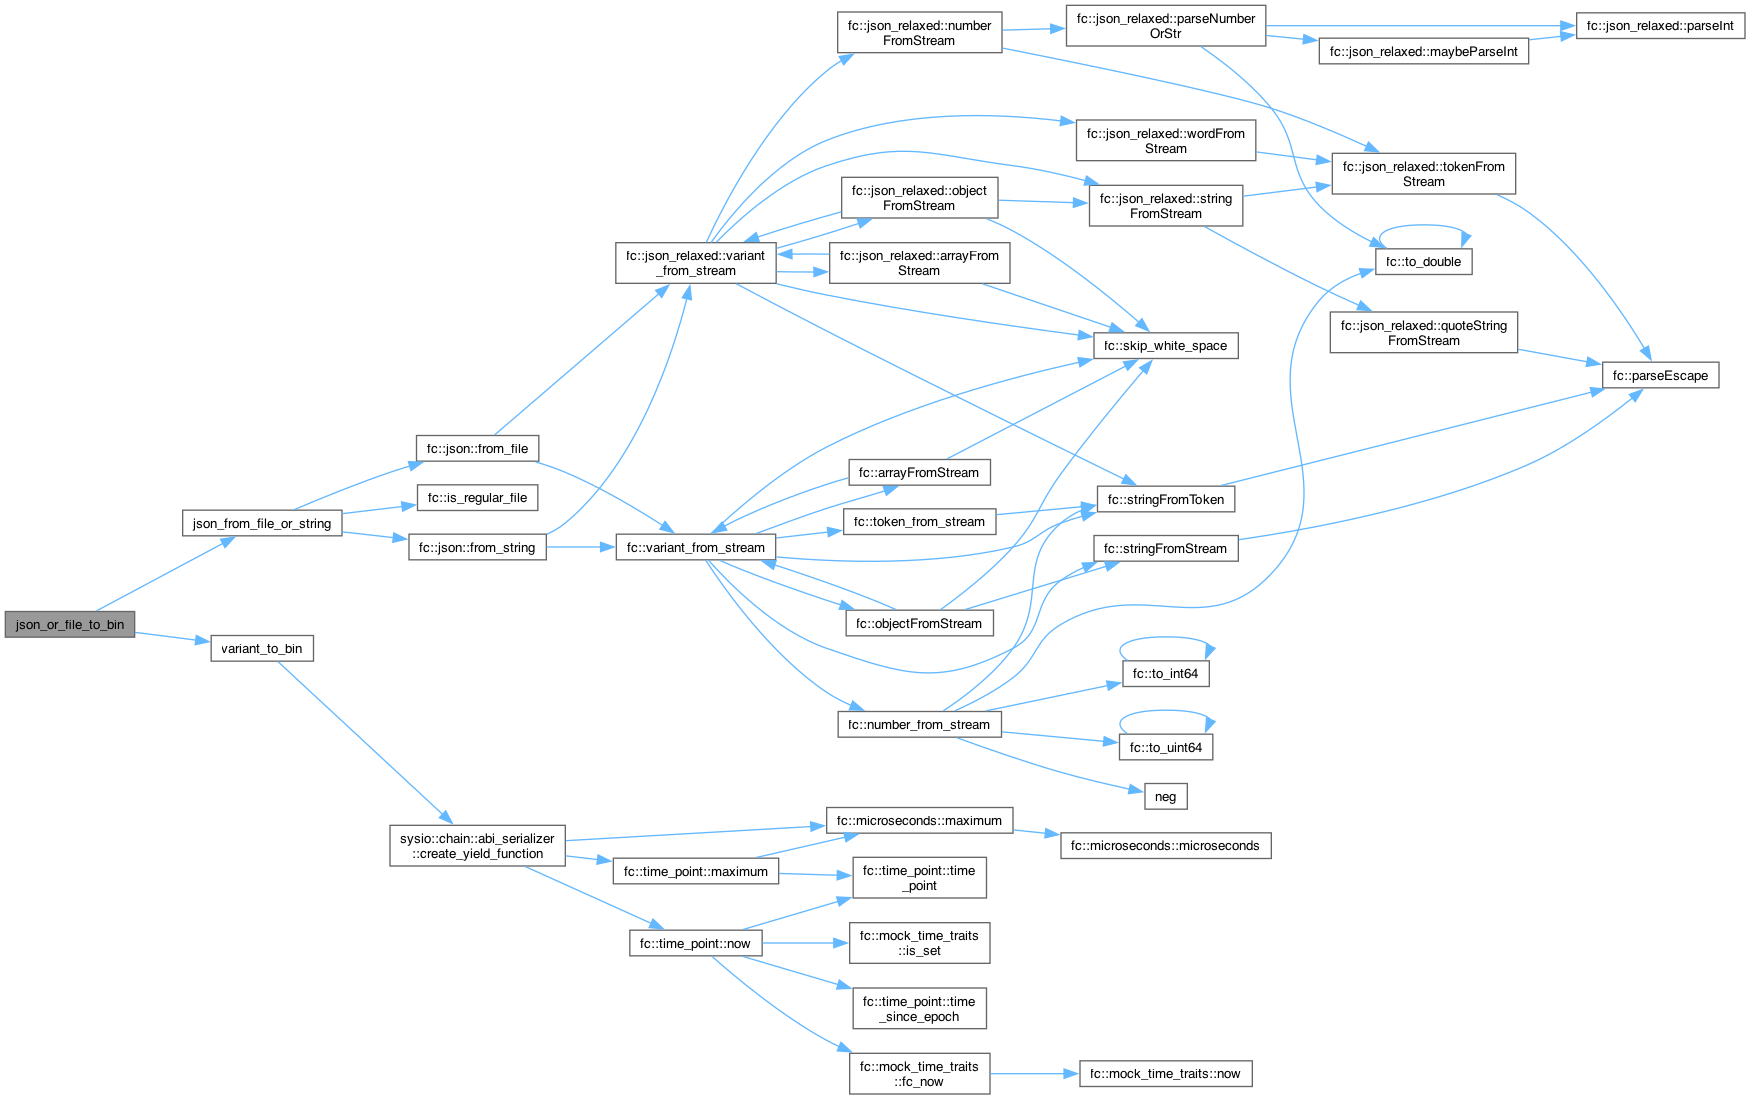 json_or_file_to_bin
json_from_file_or_string
variant_to_bin
fc::json::from_file
fc::is_regular_file
fc::json::from_string
sysio::chain::abi_serializer
::create_yield_function
fc::json_relaxed::variant
_from_stream
fc::variant_from_stream
fc::time_point::maximum
fc::time_point::now
fc::json_relaxed::number
FromStream
fc::json_relaxed::object
FromStream
fc::json_relaxed::arrayFrom
Stream
fc::arrayFromStream
fc::token_from_stream
fc::objectFromStream
fc::number_from_stream
fc::microseconds::maximum
fc::time_point::time
_point
fc::mock_time_traits
::is_set
fc::time_point::time
_since_epoch
fc::mock_time_traits
::fc_now
fc::json_relaxed::parseNumber
OrStr
fc::json_relaxed::wordFrom
Stream
fc::json_relaxed::string
FromStream
fc::skip_white_space
fc::stringFromToken
fc::stringFromStream
fc::to_int64
fc::to_uint64
neg
fc::microseconds::microseconds
fc::mock_time_traits::now
fc::json_relaxed::maybeParseInt
fc::json_relaxed::tokenFrom
Stream
fc::to_double
fc::json_relaxed::quoteString
FromStream
fc::json_relaxed::parseInt
fc::parseEscape